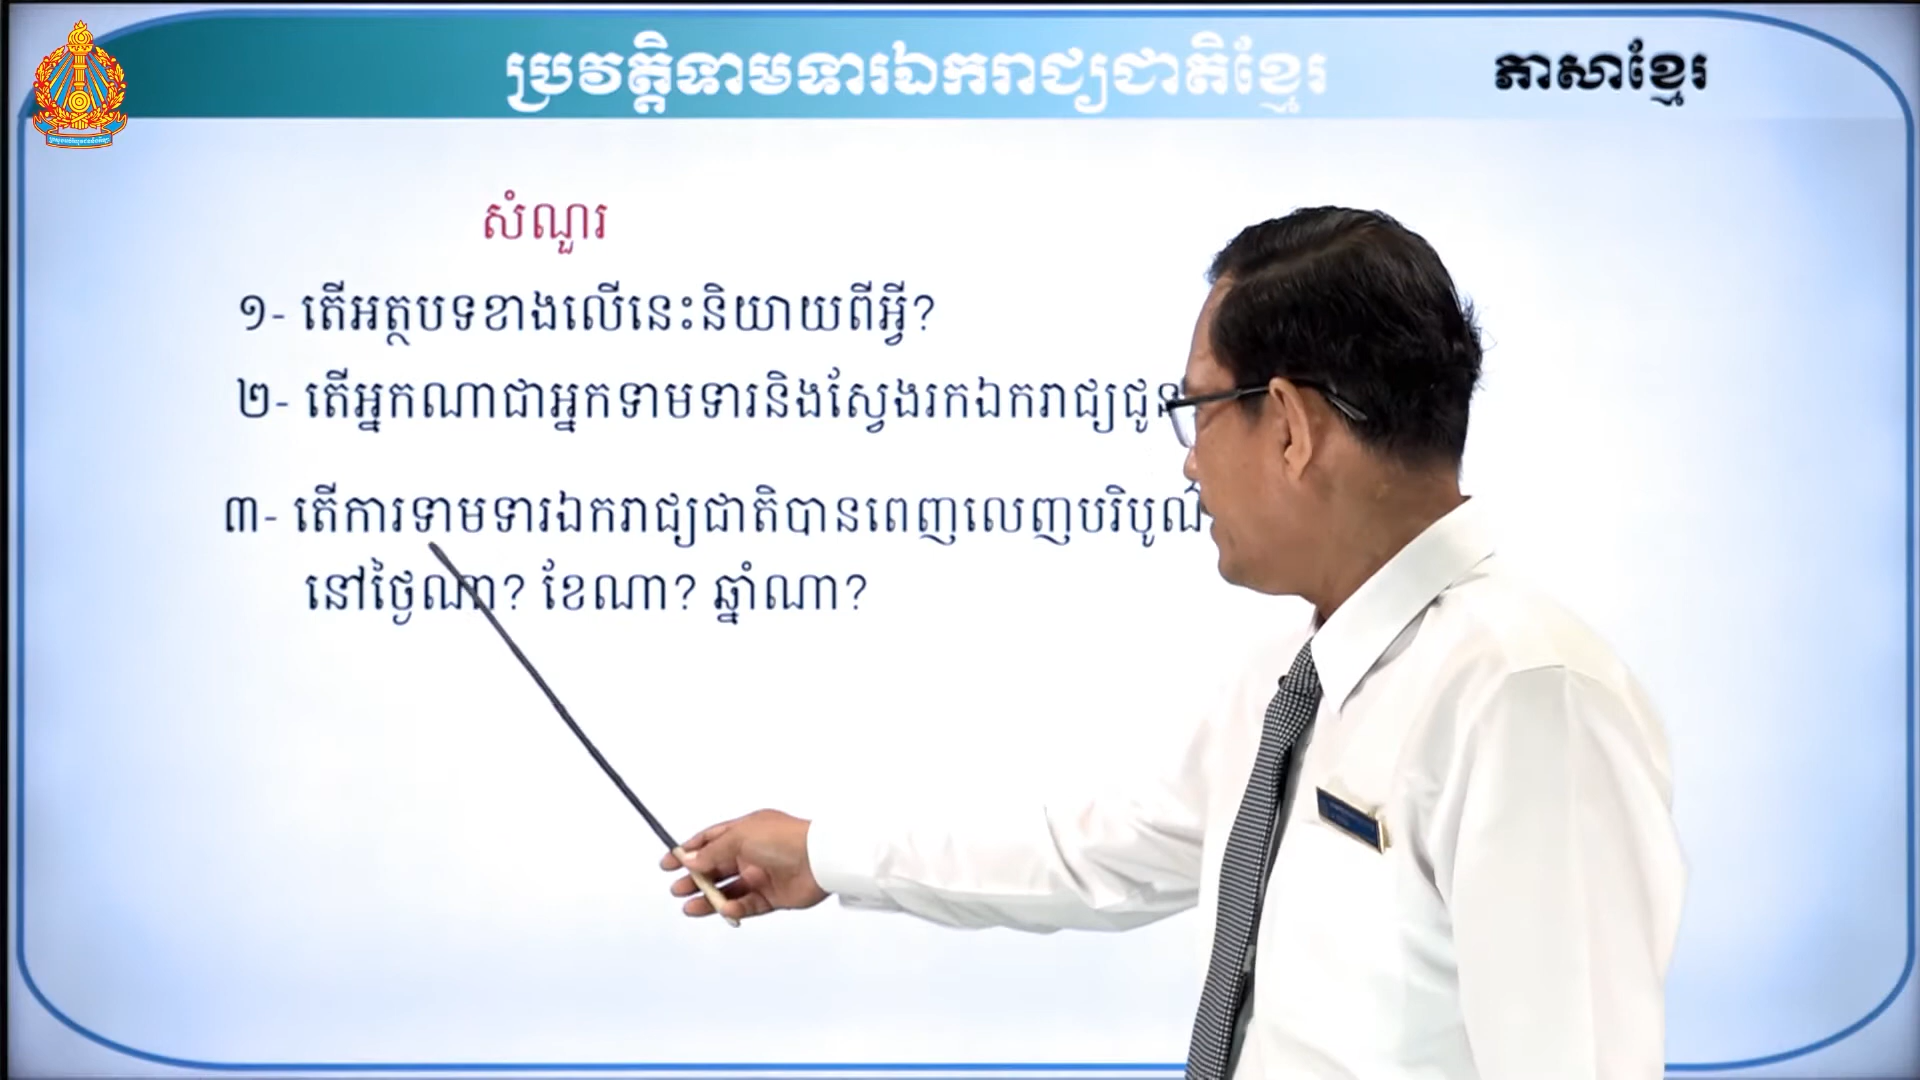 ប្រវត្តិទាមទារឯករាជ្យជាតិខ្មែរ
ភាសាខ្មែរ
សំណួរ
១- តើអត្ថបទខាងលើនេះនិយាយពីអ្វី?
២- តើអ្នកណាជាអ្នកទាមទារនិងស្វែងរកឯករាជ្យជូន
៣- តើការទាមទារឯករាជ្យជាតិបានពេញលេញ
នៅថ្ងៃណា? ខែណា? ឆ្នាំណា?